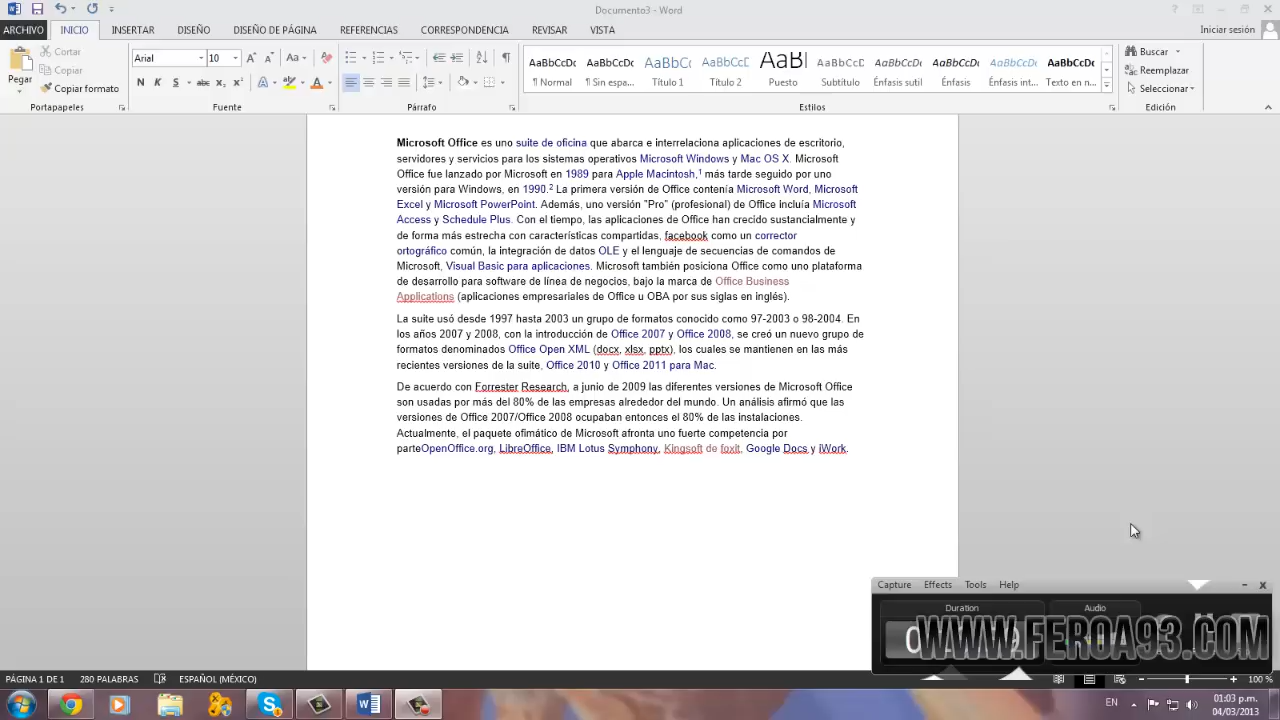 Documento3 - Word
ARCHIVO INICIO INSERTAR DISEÑO DISEÑO DE PÁGINA REFERENCIAS CORRESPONDENCIA REVISAR VISTA Iniciar sesión
Pegar
Cortar
Copiar
Copiar formato
Portapapeles
Arial 10
Fuente
Párrafo
AaBbCcDc AaBbCcDc AaBbCc AaBbCcD AaB AaBbCcD AaBbCcDc AaBbCcDc AaBbCcDc AaBbCcDc
¶ Normal ¶ Sin espa... Título 1 Título 2 Puesto Subtítulo Énfasis sutil Énfasis Énfasis int... Texto en n...
Estilos
Buscar
Reemplazar
Seleccionar
Edición
Microsoft Office es uno suite de oficina que abarca e interrelaciona aplicaciones de escritorio,
servidores y servicios para los sistemas operativos Microsoft Windows y Mac OS X. Microsoft
Office fue lanzado por Microsoft en 1989 para Apple Macintosh,1 más tarde seguido por uno
versión para Windows, en 1990.2 La primera versión de Office contenía Microsoft Word, Microsoft
Excel y Microsoft PowerPoint. Además, uno versión "Pro" (profesional) de Office incluía Microsoft
Access y Schedule Plus. Con el tiempo, las aplicaciones de Office han crecido sustancialmente y
de forma más estrecha con características compartidas, facebook como un corrector
ortográfico común, la integración de datos OLE y el lenguaje de secuencias de comandos de
Microsoft, Visual Basic para aplicaciones. Microsoft también posiciona Office como uno plataforma
de desarrollo para software de línea de negocios, bajo la marca de Office Business
Applications (aplicaciones empresariales de Office u OBA por sus siglas en inglés).
La suite usó desde 1997 hasta 2003 un grupo de formatos conocido como 97-2003 o 98-2004. En
los años 2007 y 2008, con la introducción de Office 2007 y Office 2008, se creó un nuevo grupo de
formatos denominados Office Open XML (docx, xlsx, pptx), los cuales se mantienen en las más
recientes versiones de la suite, Office 2010 y Office 2011 para Mac.
De acuerdo con Forrester Research, a junio de 2009 las diferentes versiones de Microsoft Office
son usadas por más del 80% de las empresas alrededor del mundo. Un análisis afirmó que las
versiones de Office 2007/Office 2008 ocupaban entonces el 80% de las instalaciones.
Actualmente, el paquete ofimático de Microsoft afronta uno fuerte competencia por
parteOpenOffice.org, LibreOffice, IBM Lotus Symphony, Kingsoft de foxit, Google Docs y iWork.
Capture Effects Tools Help
Duration Audio
WWW.FEROA93.COM
PÁGINA 1 DE 1 280 PALABRAS ESPAÑOL (MÉXICO) 100 %
EN 01:03 p.m.
04/03/2013